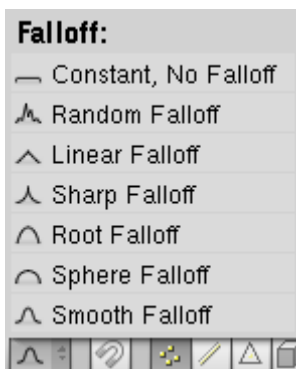 Falloff:
Constant, No Falloff
Random Falloff
Linear Falloff
Sharp Falloff
Root Falloff
Sphere Falloff
Smooth Falloff